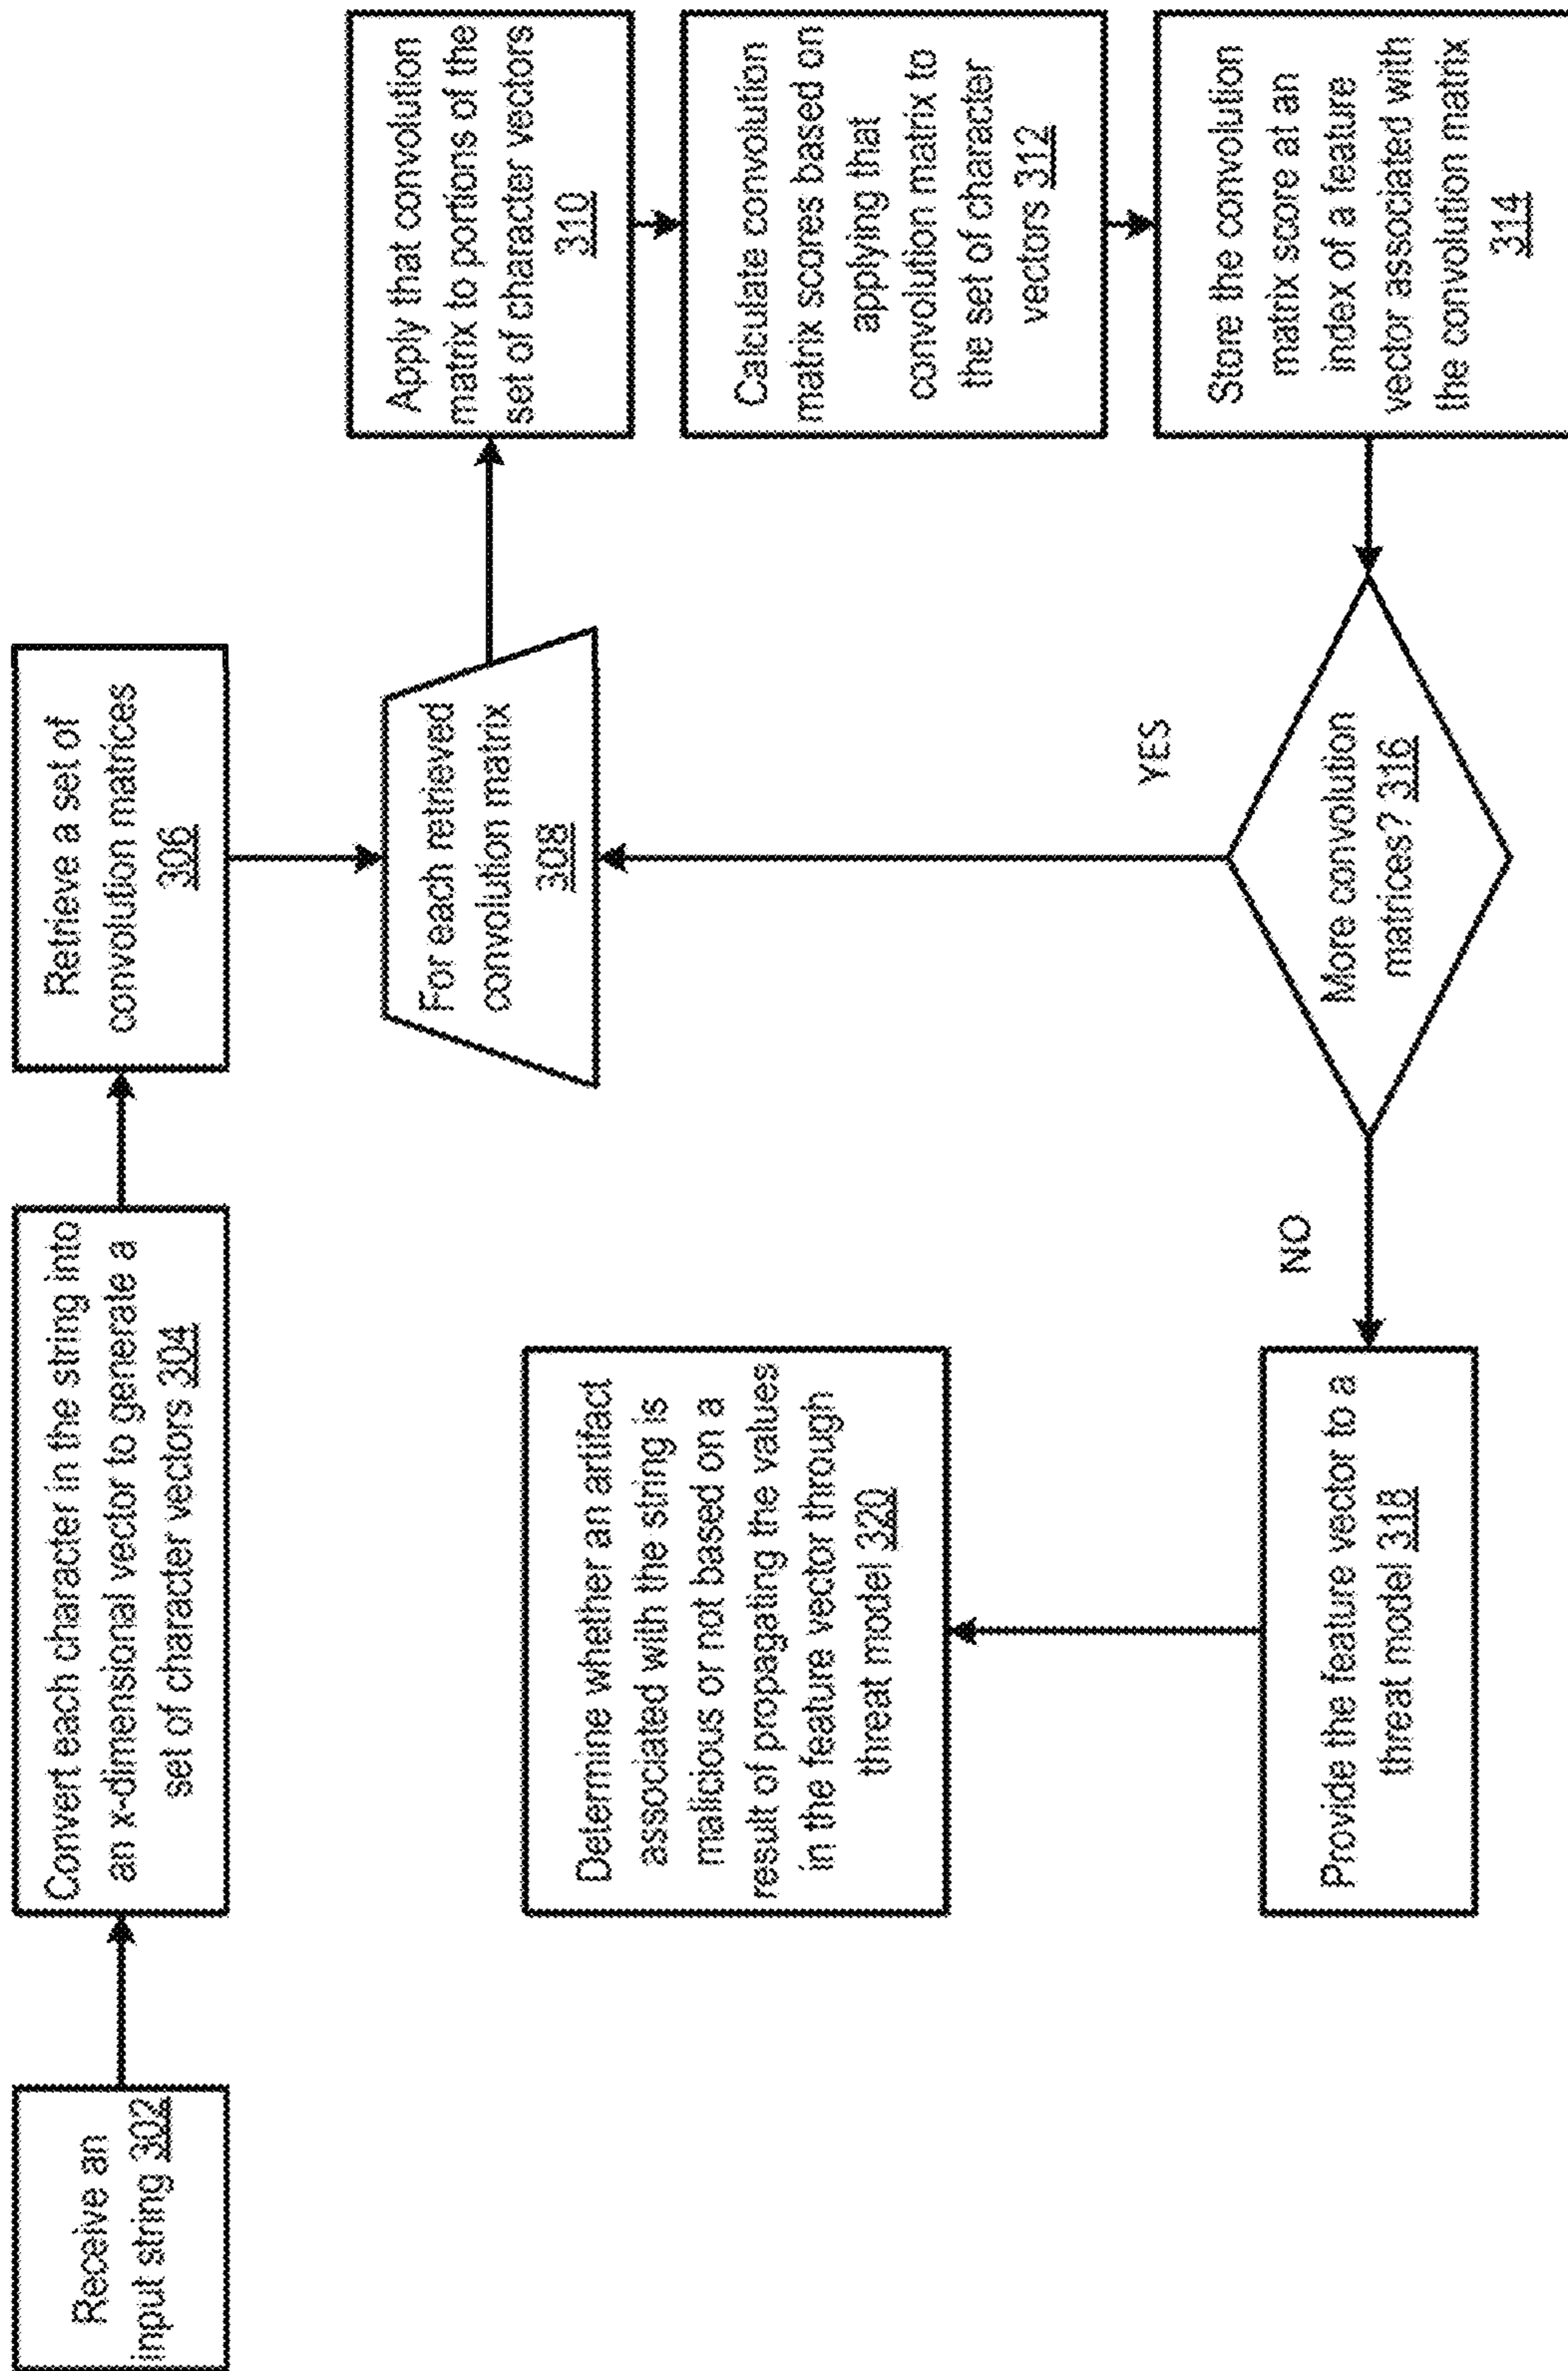 Receive an
input string 302
Convert each character in the string into
an x-dimensional vector to generate a
set of character vectors 304
Retrieve a set of
convolution matrices
306
For each retrieved
convolution matrix
308
Apply that convolution
matrix to portions of the
set of character vectors
310
Calculate convolution
matrix scores based on
applying that
convolution matrix to
the set of character
vectors 312
Store the convolution
matrix score at an
index of a feature
vector associated with
the convolution matrix
314
More convolution
matrices? 316
YES
NO
Provide the feature vector to a
threat model 318
Determine whether an artifact
associated with the string is
malicious or not based on a
result of propagating the values
in the feature vector through
threat model 320